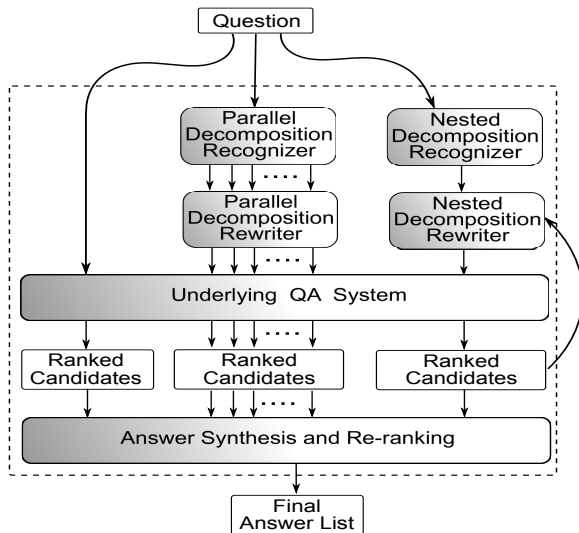 Question
Parallel
Decomposition
Recognizer
Nested
Decomposition
Recognizer
Parallel
Decomposition
Rewriter
Nested
Decomposition
Rewriter
Underlying QA System
Ranked
Candidates
Ranked
Candidates
Ranked
Candidates
Answer Synthesis and Re-ranking
Final
Answer List